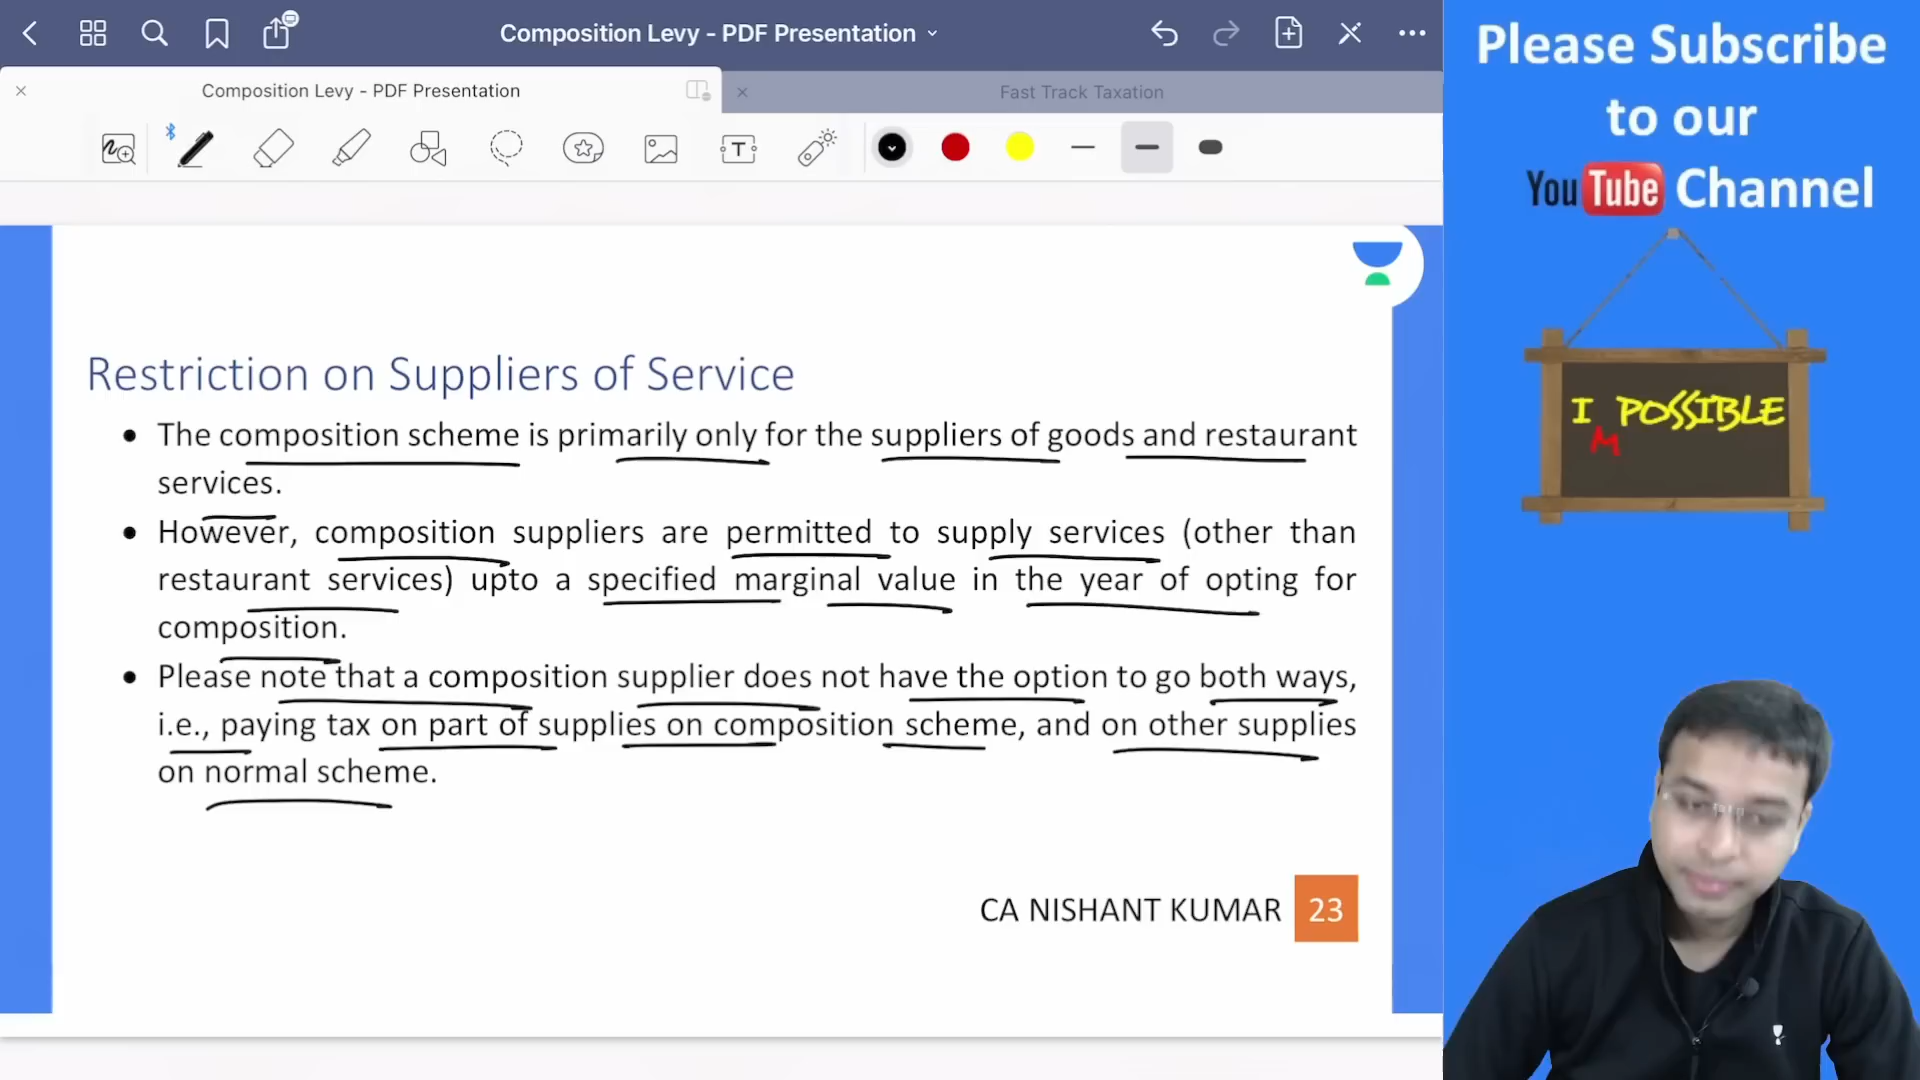 Composition Levy - PDF Presentation
Composition Levy - PDF Presentation
Fast Track Taxation
T
Restriction on Suppliers of Service
• The composition scheme is primarily only for the suppliers of goods and restaurant
services.
• However, composition suppliers are permitted to supply services (other than
restaurant services) upto a specified marginal value in the year of opting for
composition.
• Please note that a composition supplier does not have the option to go both ways,
i.e., paying tax on part of supplies on composition scheme, and on other supplies
on normal scheme.
CA NISHANT KUMAR 23
Please Subscribe
to our
YouTube Channel
I POSSIBLE
M